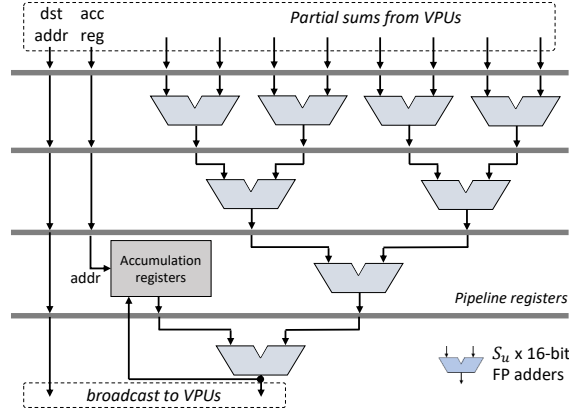 dst
addr
acc
reg
Partial sums from VPUs
Accumulation
registers
addr
Pipeline registers
S_u x 16-bit
FP adders
broadcast to VPUs